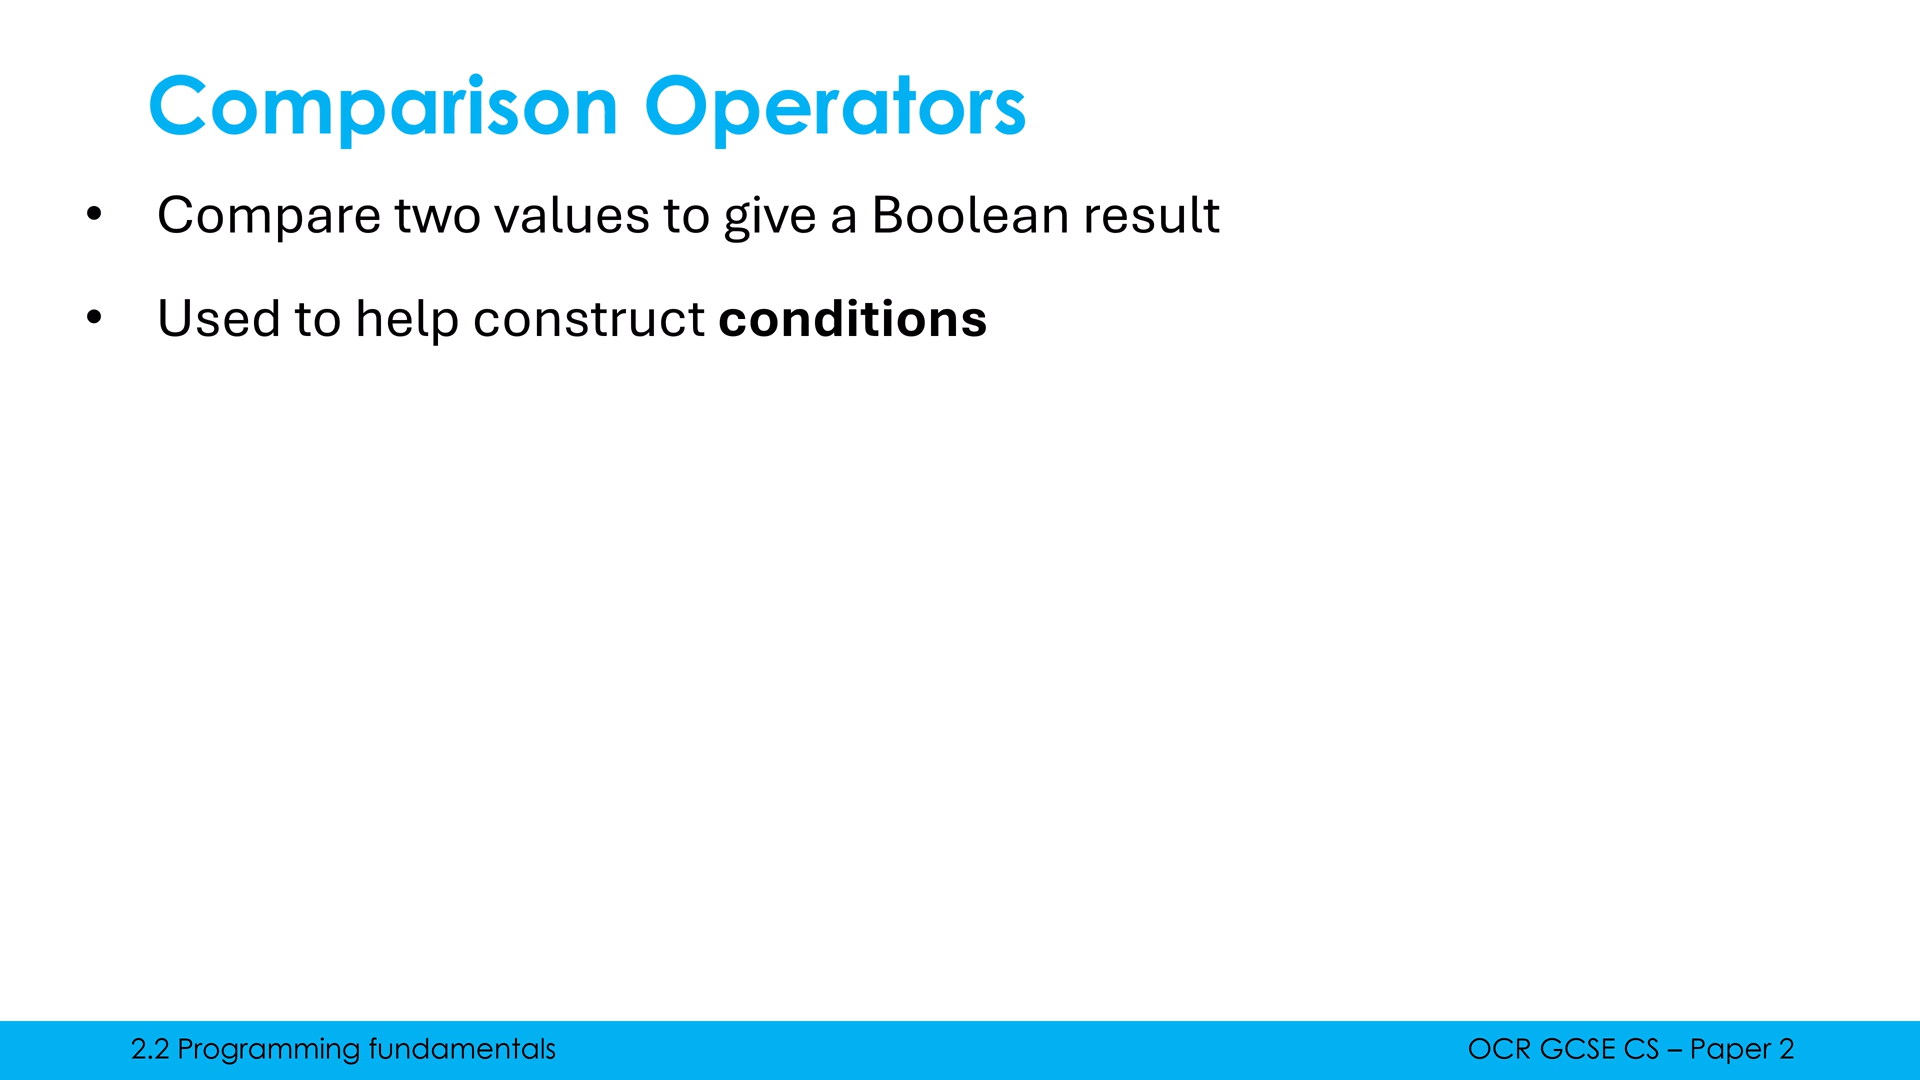 Comparison Operators
• Compare two values to give a Boolean result
• Used to help construct conditions
2.2 Programming fundamentals
OCR GCSE CS – Paper 2